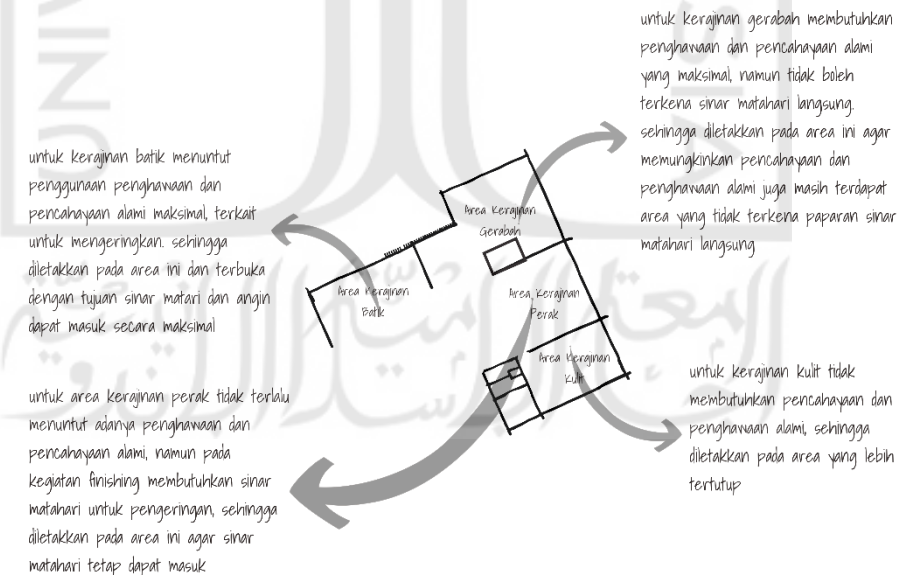 untuk kerajinan gerabah membutuhkan
penghawaan dan pencahayaan alami
yang maksimal, namun tidak boleh
terkena sinar matahari langsung.
sehingga diletakkan pada area ini agar
memungkinkan pencahayaan dan
penghawaan alami juga masih terdapat
area yang tidak terkena paparan sinar
matahari langsung
untuk kerajinan batik menuntut
penggunaan penghawaan dan
pencahayaan alami maksimal, terkait
untuk mengeringkan. sehingga
diletakkan pada area ini dan terbuka
dengan tujuan sinar matari dan angin
dapat masuk secara maksimal
Area Kerajinan
Gerabah
Area Kerajinan
Batik
Area Kerajinan
Perak
Area Kerajinan
Kulit
untuk area kerajinan perak tidak terlalu
menuntut adanya penghawaan dan
pencahayaan alami, namun pada
kegiatan finishing membutuhkan sinar
matahari untuk pengeringan, sehingga
diletakkan pada area ini agar sinar
matahari tetap dapat masuk
untuk kerajinan kulit tidak
membutuhkan pencahayaan dan
penghawaan alami, sehingga
diletakkan pada area yang lebih
tertutup